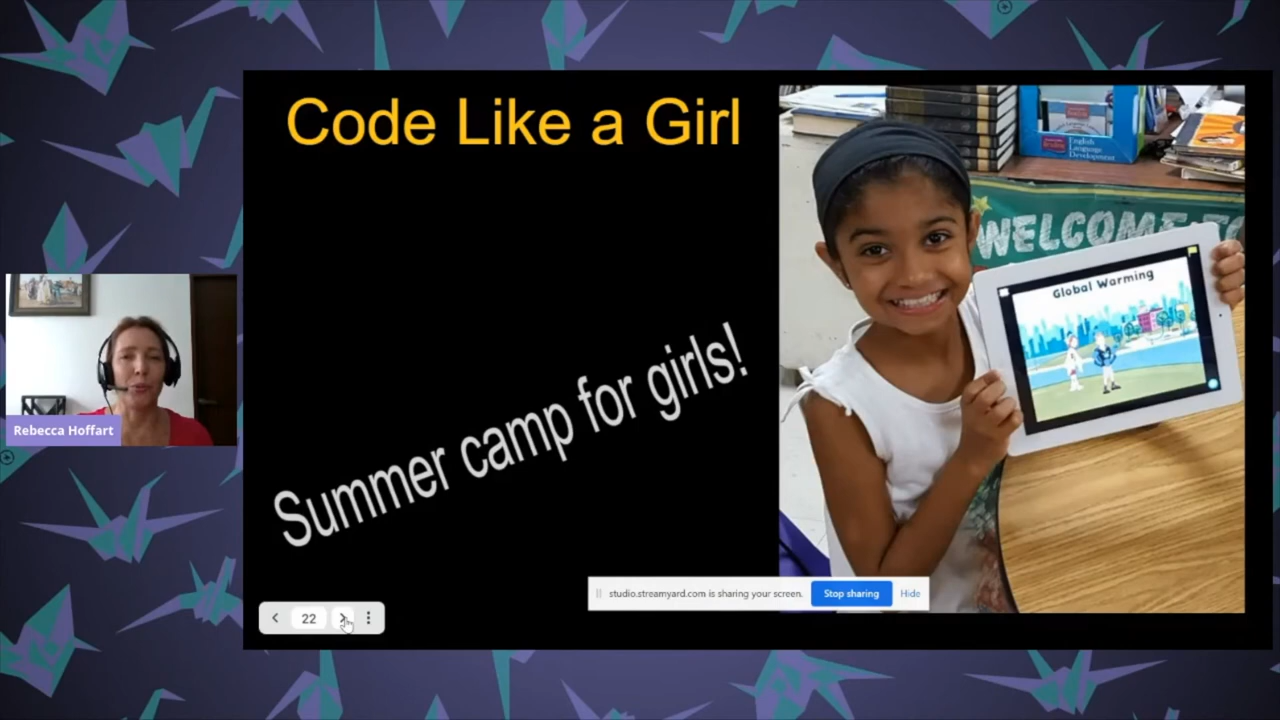 Code Like a Girl
Summer camp for girls!
English
Language
Development
WELCOME TO
Global Warming
Rebecca Hoffart
studio.streamyard.com is sharing your screen.
Stop sharing
Hide
22